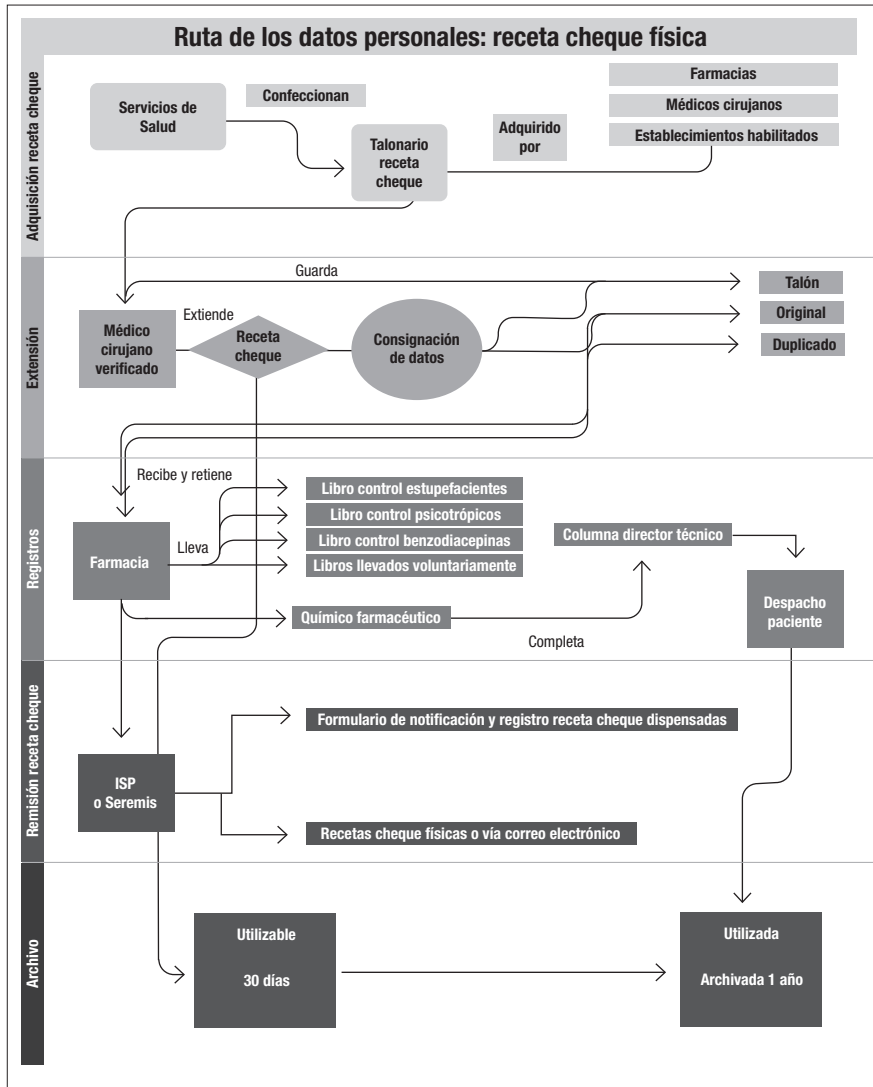 Ruta de los datos personales: receta cheque física
Adquisición receta cheque
Servicios de
Salud
Confeccionan
Talonario
receta
cheque
Adquirido
por
Farmacias
Médicos cirujanos
Establecimientos habilitados
Extensión
Guarda
Médico
cirujano
verificado
Extiende
Receta
cheque
Consignación
de datos
Talón
Original
Duplicado
Registros
Recibe y retiene
Farmacia
Lleva
Libro control estupefacientes
Libro control psicotrópicos
Libro control benzodiacepinas
Libros llevados voluntariamente
Químico farmacéutico
Completa
Columna director técnico
Despacho
paciente
Remisión receta cheque
ISP
o Seremis
Formulario de notificación y registro receta cheque dispensadas
Recetas cheque físicas o vía correo electrónico
Archivo
Utilizable
30 días
Utilizada
Archivada 1 año